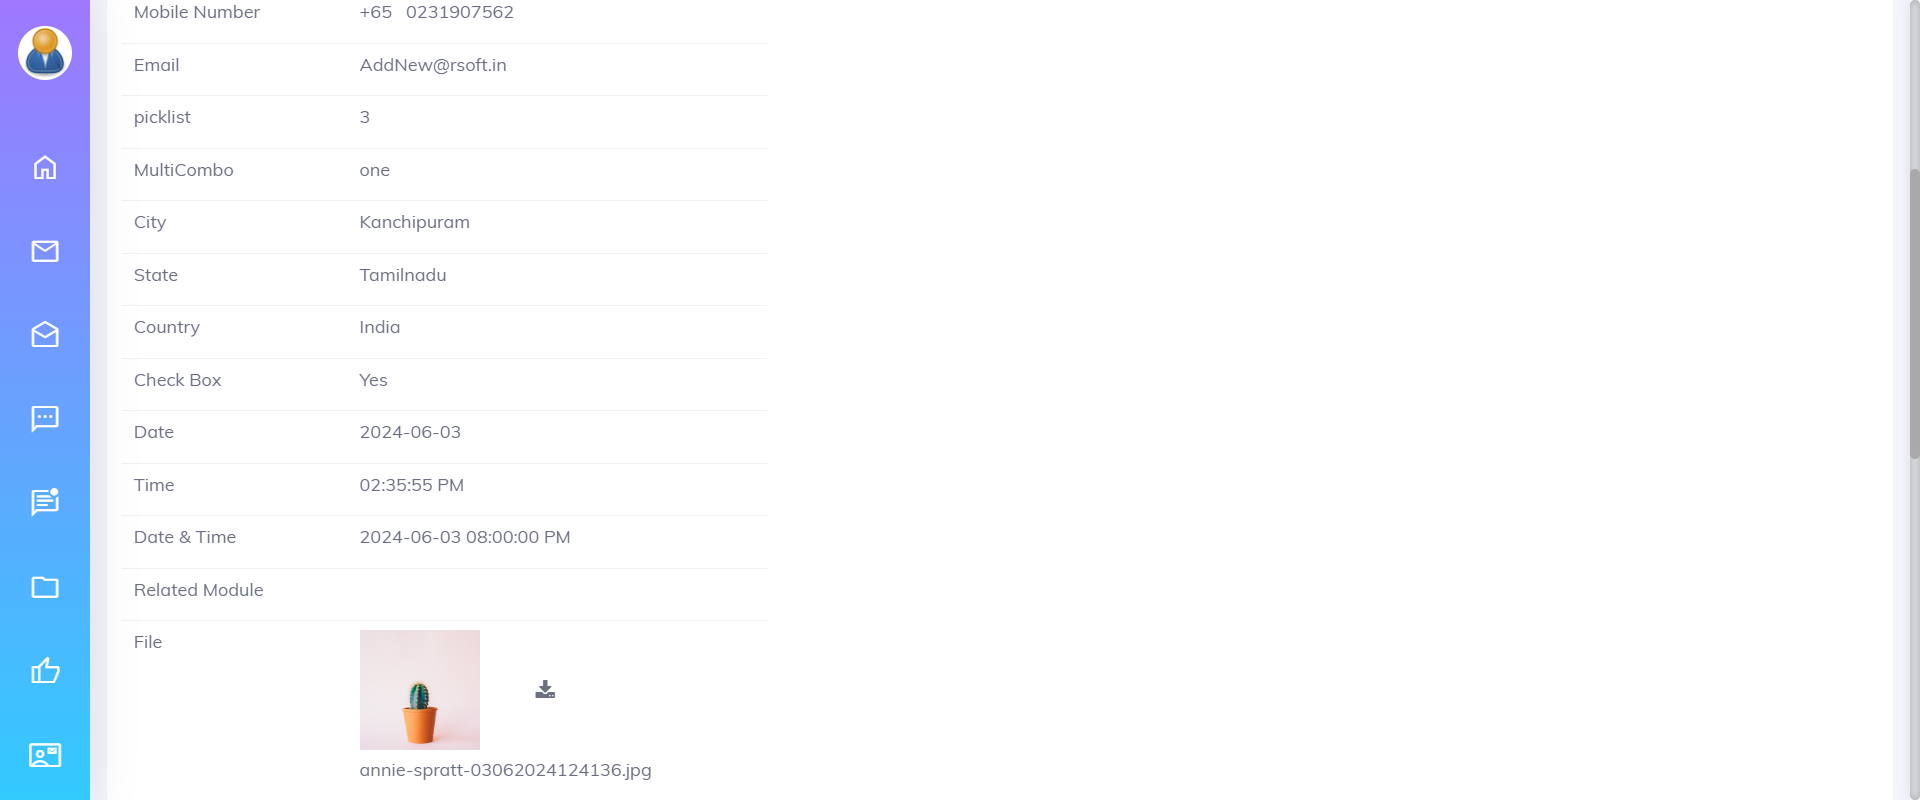 Mobile Number +65 0231907562
Email AddNew@rsoft.in
picklist 3
MultiCombo one
City Kanchipuram
State Tamilnadu
Country India
Check Box Yes
Date 2024-06-03
Time 02:35:55 PM
Date & Time 2024-06-03 08:00:00 PM
Related Module
File
annie-spratt-03062024124136.jpg